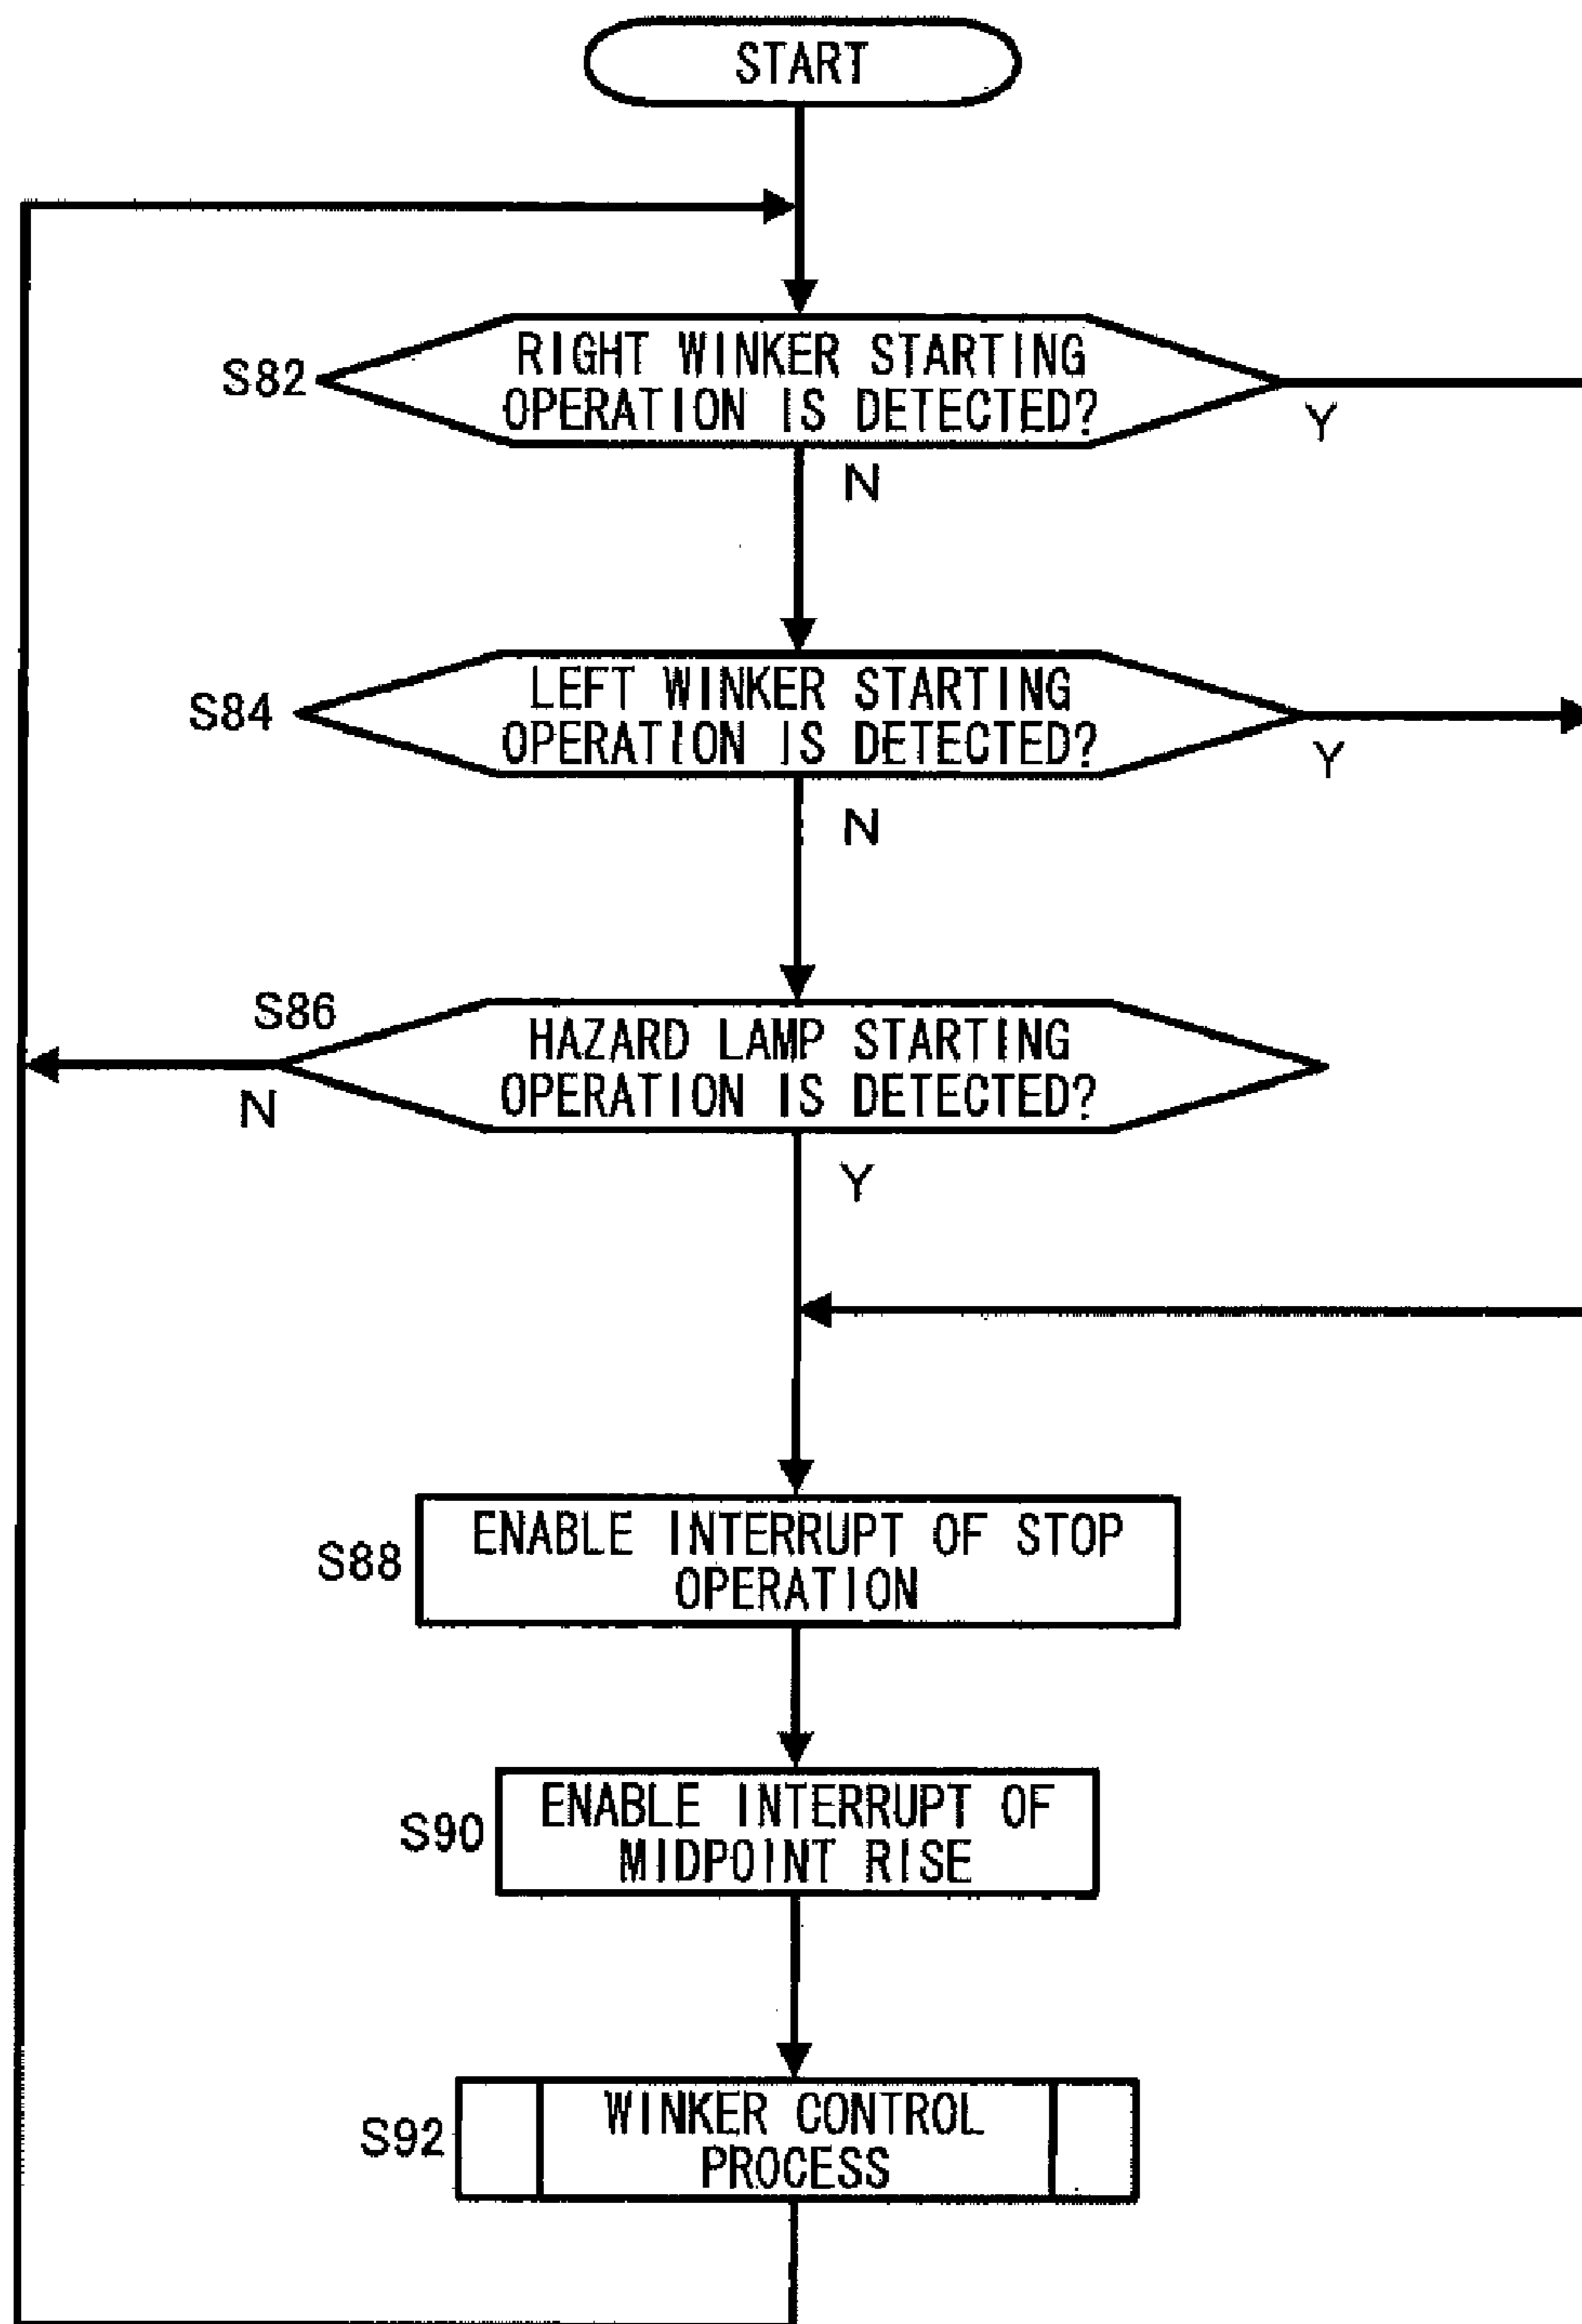 START
S82
RIGHT WINKER STARTING
OPERATION IS DETECTED?
Y
N
S84
LEFT WINKER STARTING
OPERATION IS DETECTED?
Y
N
S86
HAZARD LAMP STARTING
OPERATION IS DETECTED?
N
Y
S88
ENABLE INTERRUPT OF STOP
OPERATION
S90
ENABLE INTERRUPT OF
MIDPOINT RISE
S92
WINKER CONTROL
PROCESS